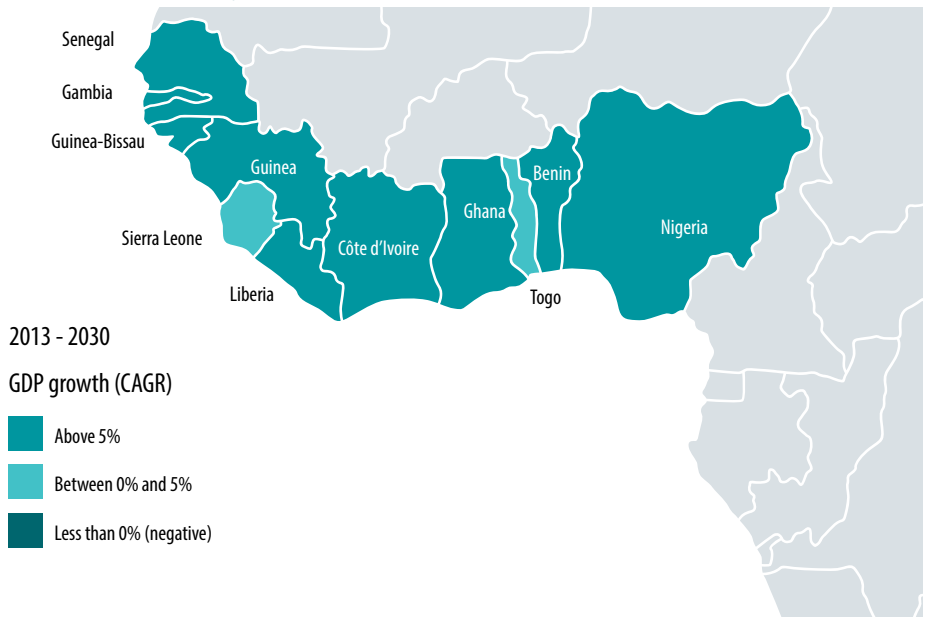 Senegal
Gambia
Guinea-Bissau
Guinea
Benin
Ghana
Nigeria
Sierra Leone
Côte d'Ivoire
Liberia
Togo
2013 - 2030
GDP growth (CAGR)
Above 5%
Between 0% and 5%
Less than 0% (negative)